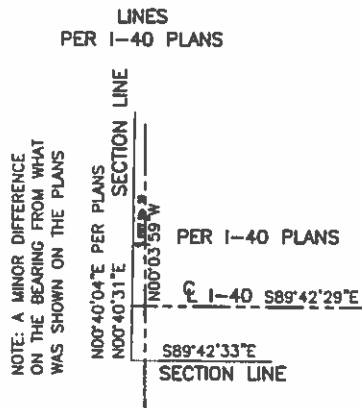 LINES
PER I-40 PLANS
NOTE: A MINOR DIFFERENCE
ON THE BEARING FROM WHAT
WAS SHOWN ON THE PLANS
N00°40'04"E PER PLANS
N00°40'31"E
SECTION LINE
N00°03'59"W
PER I-40 PLANS
℄ I-40 S89°42'29"E
S89°42'33"E
SECTION LINE